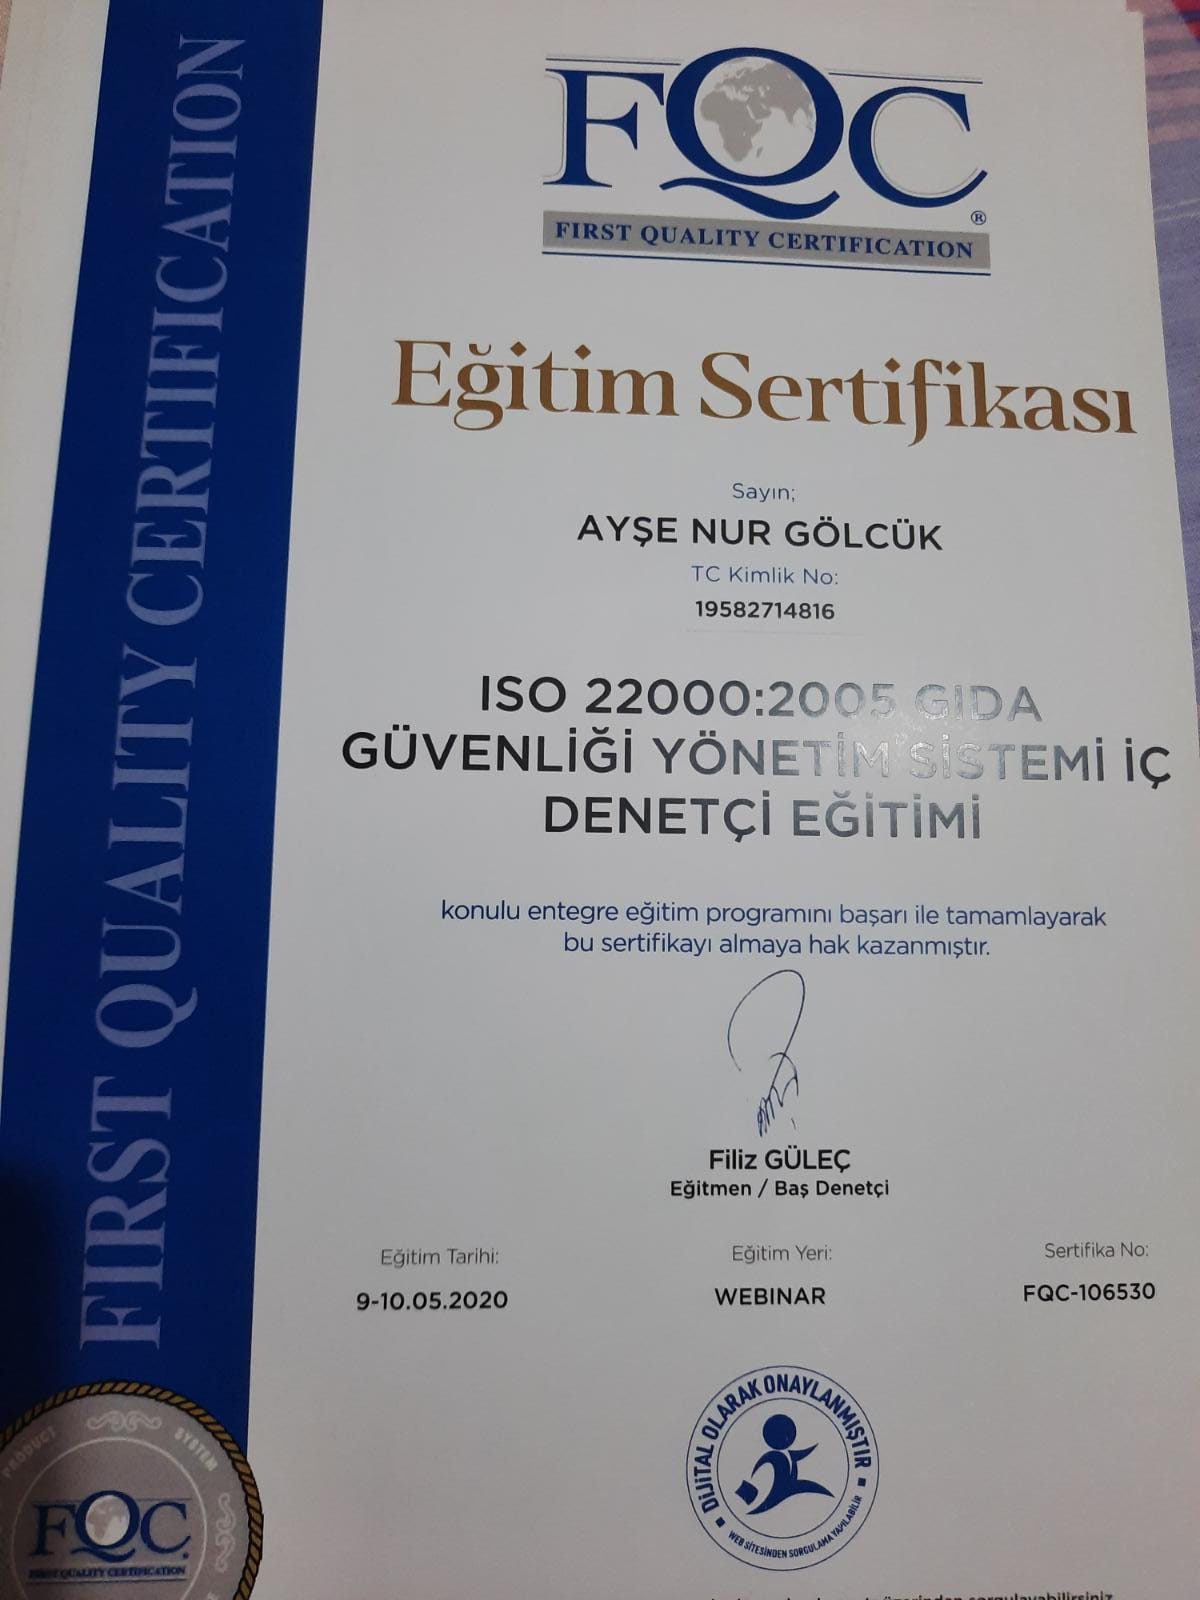 FIRST QUALITY CERTIFICATION
FQC
®
FIRST QUALITY CERTIFICATION
Eğitim Sertifikası
Sayın;
AYŞE NUR GÖLCÜK
TC Kimlik No:
19582714816
ISO 22000:2005 GIDA
GÜVENLİĞİ YÖNETİM SİSTEMİ İÇ
DENETÇİ EĞİTİMİ
konulu entegre eğitim programını başarı ile tamamlayarak
bu sertifikayı almaya hak kazanmıştır.
Filiz GÜLEÇ
Eğitmen / Baş Denetçi
Eğitim Tarihi:
9-10.05.2020
Eğitim Yeri:
WEBINAR
Sertifika No:
FQC-106530
DİJİTAL OLARAK ONAYLANMIŞTIR
WEB SİTESİNDEN SORGULAMA YAPILABİLİR
PRODUCT SYSTEM
FQC
FIRST QUALITY CERTIFICATION
üzerinden sorgulayabilirsiniz